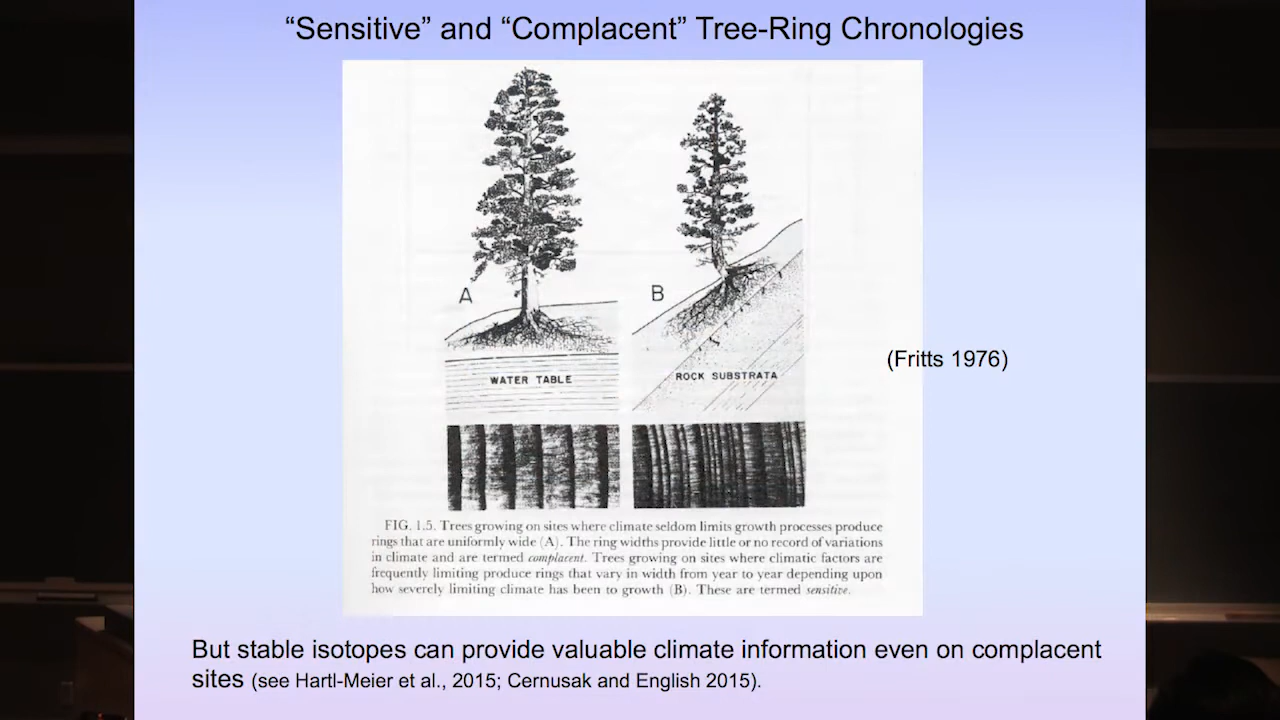 “Sensitive” and “Complacent” Tree-Ring Chronologies
A
B
WATER TABLE
ROCK SUBSTRATA
(Fritts 1976)
FIG. 1.5. Trees growing on sites where climate seldom limits growth processes produce
rings that are uniformly wide (A). The ring widths provide little or no record of variations
in climate and are termed complacent. Trees growing on sites where climatic factors are
frequently limiting produce rings that vary in width from year to year depending upon
how severely limiting climate has been to growth (B). These are termed sensitive.
But stable isotopes can provide valuable climate information even on complacent
sites (see Hartl-Meier et al., 2015; Cernusak and English 2015).